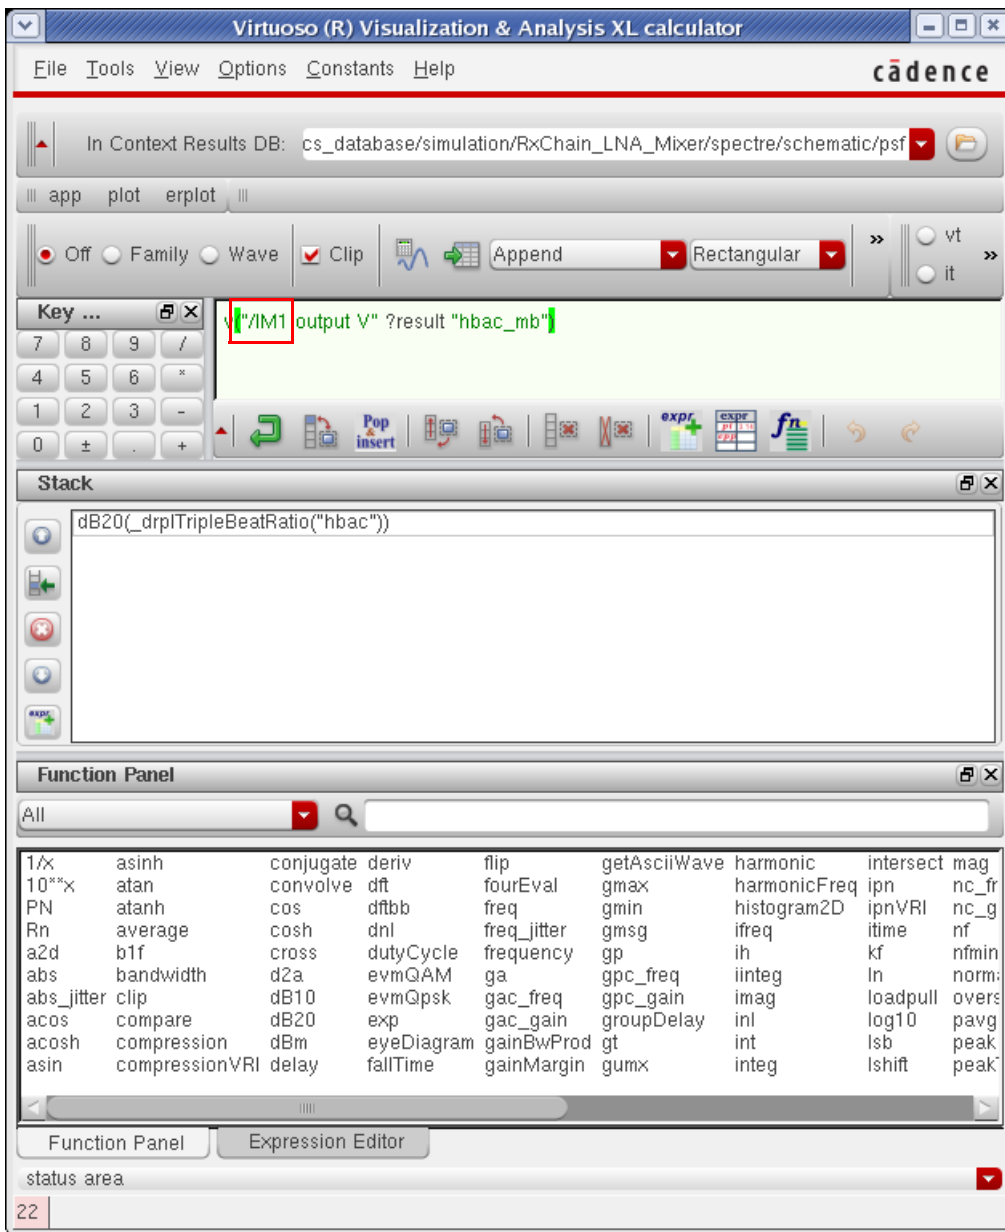 Virtuoso (R) Visualization & Analysis XL calculator
File Tools View Options Constants Help
cādence
In Context Results DB: cs_database/simulation/RxChain_LNA_Mixer/spectre/schematic/psf
app plot erplot
Off Family Wave Clip Append Rectangular » vt »
it
Key ...
7 8 9 /
4 5 6 *
1 2 3 -
0 ± . +
v("/IM1 output V" ?result "hbac_mb")
Pop & insert expr expr fn
Stack
dB20(_drplTripleBeatRatio("hbac"))
expr
Function Panel
All
1/x asinh conjugate deriv flip getAsciiWave harmonic intersect mag
10**x atan convolve dft fourEval gmax harmonicFreq ipn nc_fr
PN atanh cos dftbb freq gmin histogram2D ipnVRI nc_g
Rn average cosh dnl freq_jitter gmsg ifreq itime nf
a2d b1f cross dutyCycle frequency gp ih kf nfmin
abs bandwidth d2a evmQAM ga gpc_freq iinteg ln norma
abs_jitter clip dB10 evmQpsk gac_freq gpc_gain imag loadpull overs
acos compare dB20 exp gac_gain groupDelay inl log10 pavg
acosh compression dBm eyeDiagram gainBwProd gt int lsb peak
asin compressionVRI delay fallTime gainMargin gumx integ lshift peak
Function Panel Expression Editor
status area
22